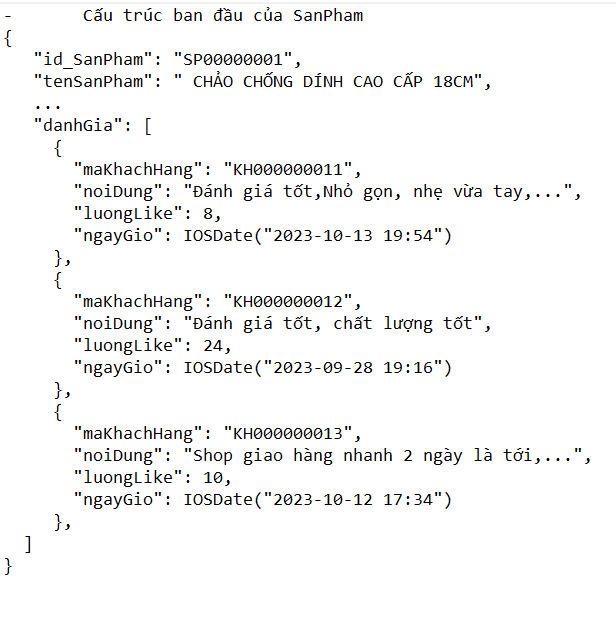 -       Cấu trúc ban đầu của SanPham
{
   "id_SanPham": "SP00000001",
   "tenSanPham": " CHẢO CHỐNG DÍNH CAO CẤP 18CM",
   ...
   "danhGia": [
     {
       "maKhachHang": "KH000000011",
       "noiDung": "Đánh giá tốt,Nhỏ gọn, nhẹ vừa tay,...",
       "luongLike": 8,
       "ngayGio": IOSDate("2023-10-13 19:54")
     },
     {
       "maKhachHang": "KH000000012",
       "noiDung": "Đánh giá tốt, chất lượng tốt",
       "luongLike": 24,
       "ngayGio": IOSDate("2023-09-28 19:16")
     },
     {
       "maKhachHang": "KH000000013",
       "noiDung": "Shop giao hàng nhanh 2 ngày là tới,...",
       "luongLike": 10,
       "ngayGio": IOSDate("2023-10-12 17:34")
     },
  ]
}